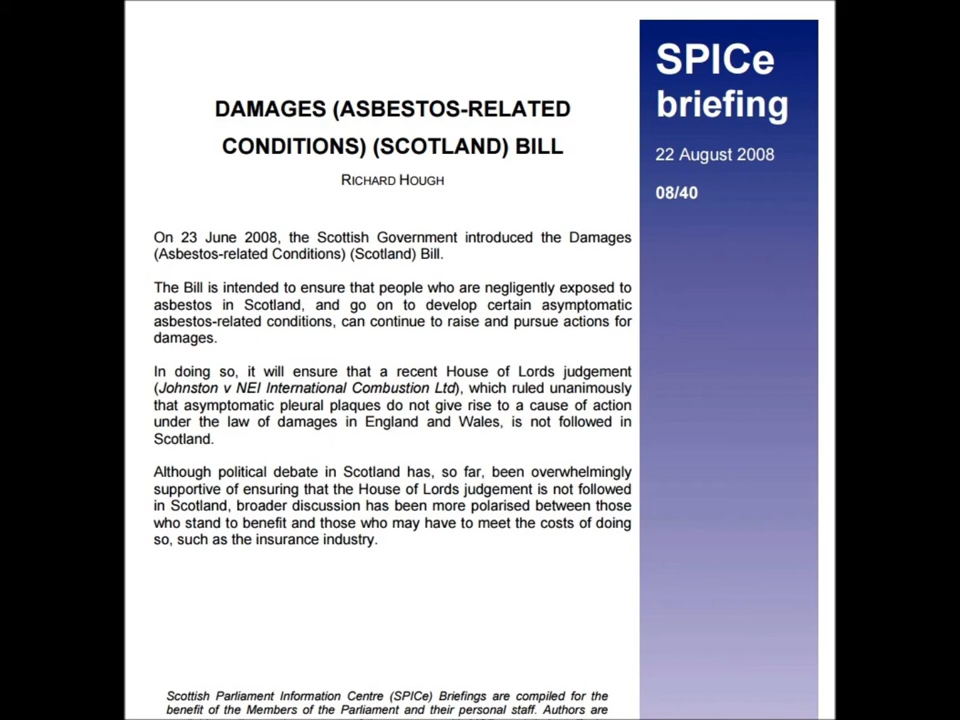 DAMAGES (ASBESTOS-RELATED
CONDITIONS) (SCOTLAND) BILL
RICHARD HOUGH
On 23 June 2008, the Scottish Government introduced the Damages
(Asbestos-related Conditions) (Scotland) Bill.
The Bill is intended to ensure that people who are negligently exposed to
asbestos in Scotland, and go on to develop certain asymptomatic
asbestos-related conditions, can continue to raise and pursue actions for
damages.
In doing so, it will ensure that a recent House of Lords judgement
(Johnston v NEI International Combustion Ltd), which ruled unanimously
that asymptomatic pleural plaques do not give rise to a cause of action
under the law of damages in England and Wales, is not followed in
Scotland.
Although political debate in Scotland has, so far, been overwhelmingly
supportive of ensuring that the House of Lords judgement is not followed
in Scotland, broader discussion has been more polarised between those
who stand to benefit and those who may have to meet the costs of doing
so, such as the insurance industry.
Scottish Parliament Information Centre (SPICe) Briefings are compiled for the
benefit of the Members of the Parliament and their personal staff. Authors are
SPICe
briefing
22 August 2008
08/40